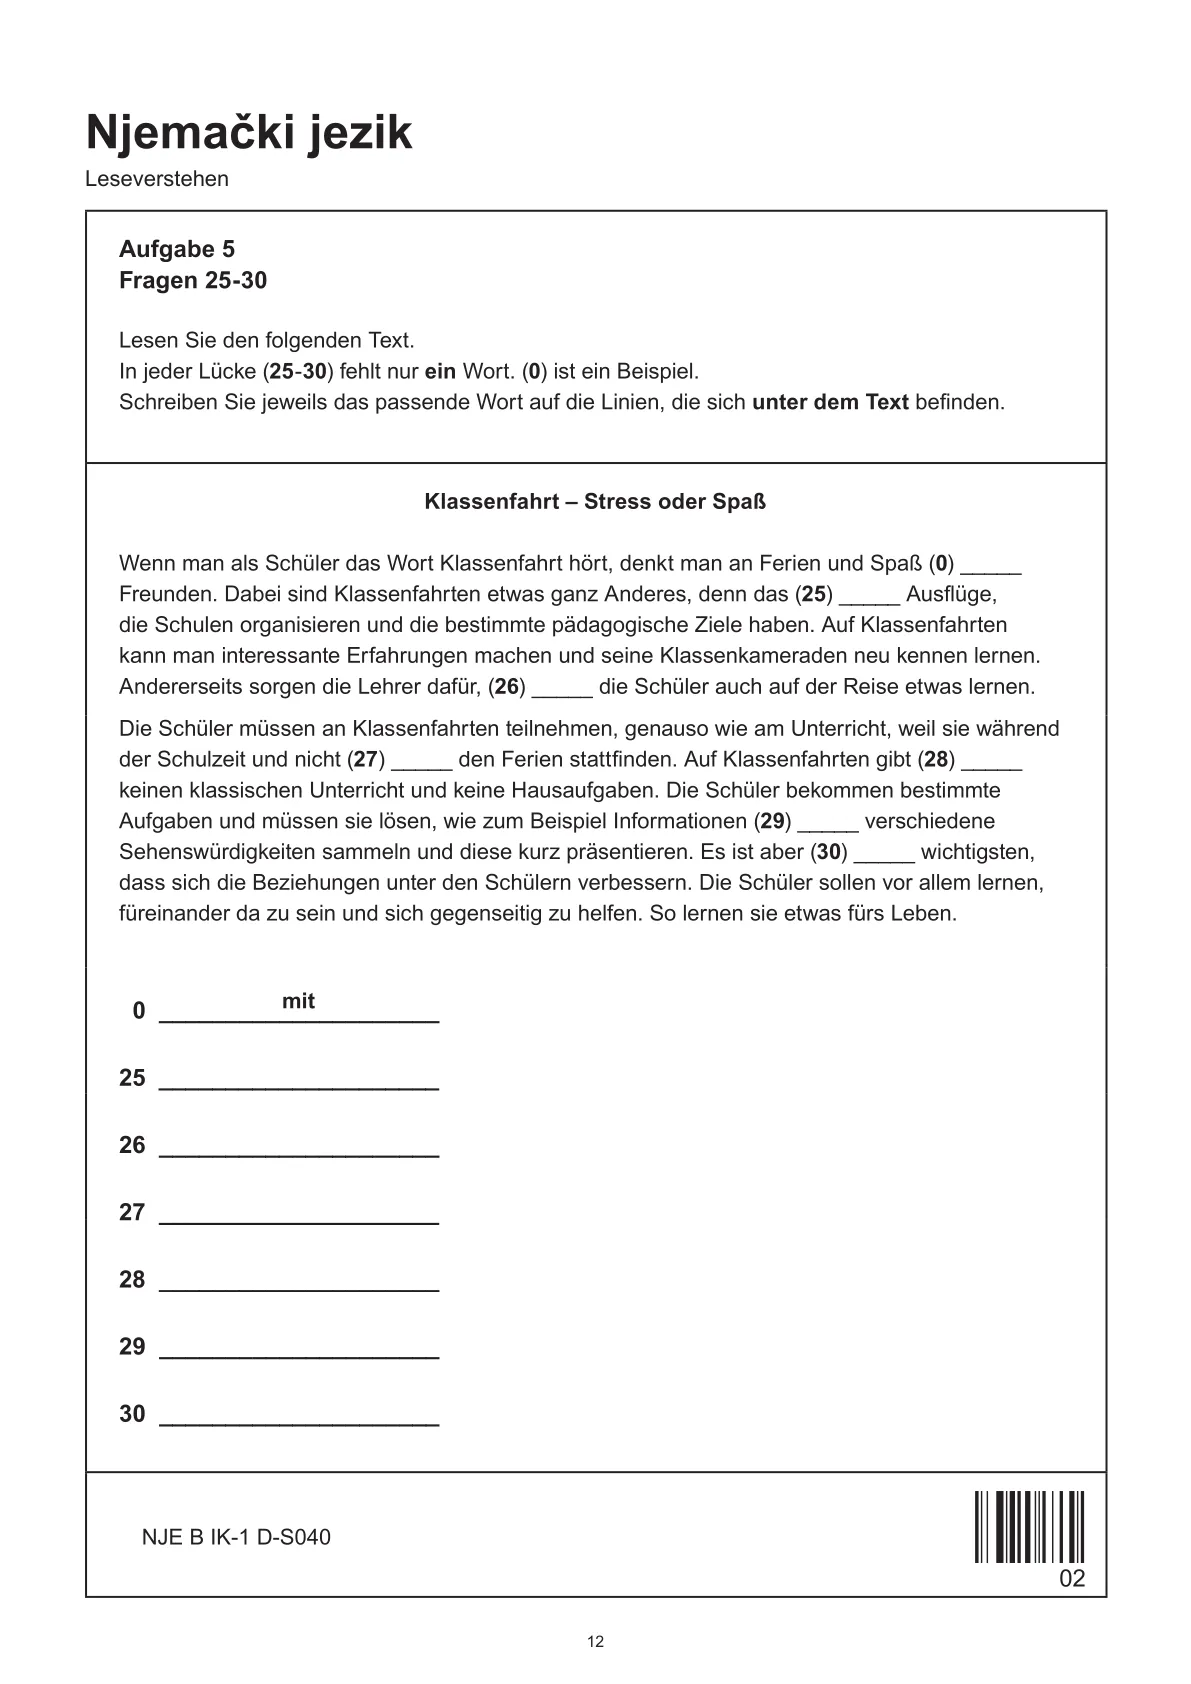 Njemački jezik
Leseverstehen
Aufgabe 5
Fragen 25-30
Lesen Sie den folgenden Text.
In jeder Lücke (25-30) fehlt nur ein Wort. (0) ist ein Beispiel.
Schreiben Sie jeweils das passende Wort auf die Linien, die sich unter dem Text befinden.
Klassenfahrt – Stress oder Spaß
Wenn man als Schüler das Wort Klassenfahrt hört, denkt man an Ferien und Spaß (0) _____
Freunden. Dabei sind Klassenfahrten etwas ganz Anderes, denn das (25) _____ Ausflüge,
die Schulen organisieren und die bestimmte pädagogische Ziele haben. Auf Klassenfahrten
kann man interessante Erfahrungen machen und seine Klassenkameraden neu kennen lernen.
Andererseits sorgen die Lehrer dafür, (26) _____ die Schüler auch auf der Reise etwas lernen.
Die Schüler müssen an Klassenfahrten teilnehmen, genauso wie am Unterricht, weil sie während
der Schulzeit und nicht (27) _____ den Ferien stattfinden. Auf Klassenfahrten gibt (28) _____
keinen klassischen Unterricht und keine Hausaufgaben. Die Schüler bekommen bestimmte
Aufgaben und müssen sie lösen, wie zum Beispiel Informationen (29) _____ verschiedene
Sehenswürdigkeiten sammeln und diese kurz präsentieren. Es ist aber (30) _____ wichtigsten,
dass sich die Beziehungen unter den Schülern verbessern. Die Schüler sollen vor allem lernen,
füreinander da zu sein und sich gegenseitig zu helfen. So lernen sie etwas fürs Leben.
0 mit
25 _____
26 _____
27 _____
28 _____
29 _____
30 _____
NJE B IK-1 D-S040
02
12